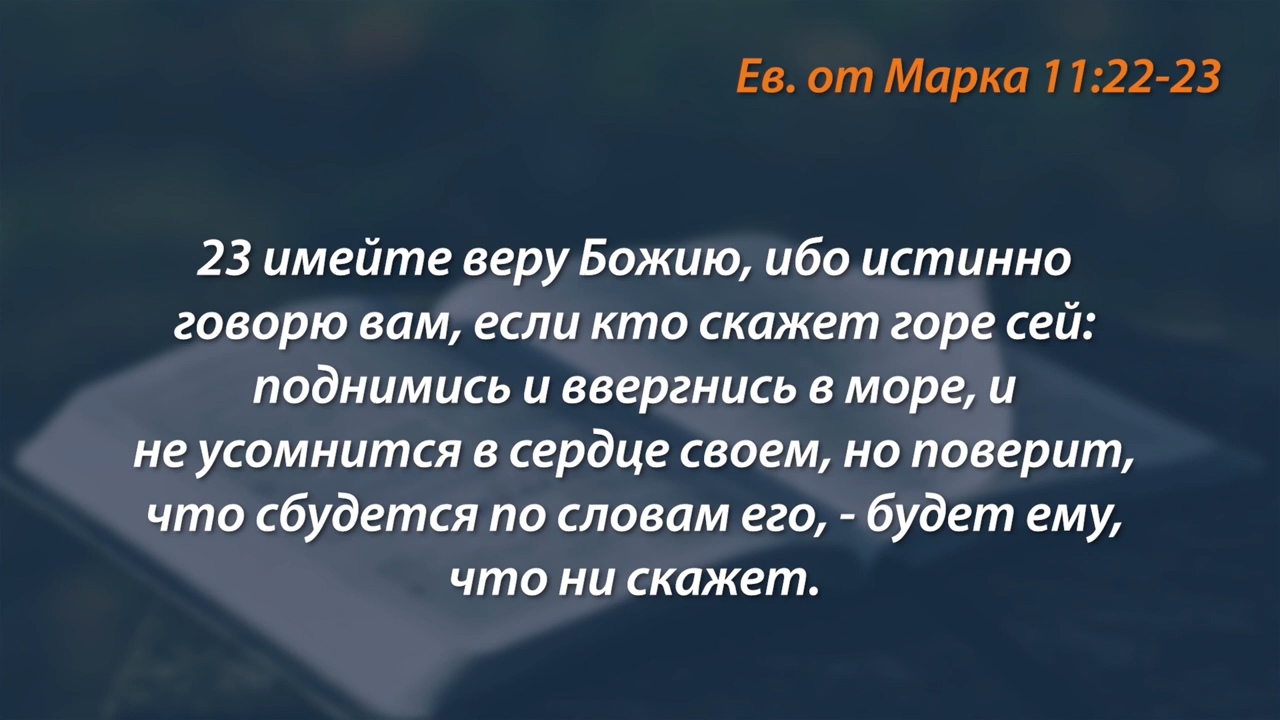 Ев. от Марка 11:22-23
23 имейте веру Божию, ибо истинно
говорю вам, если кто скажет горе сей:
поднимись и ввергнись в море, и
не усомнится в сердце своем, но поверит,
что сбудется по словам его, - будет ему,
что ни скажет.